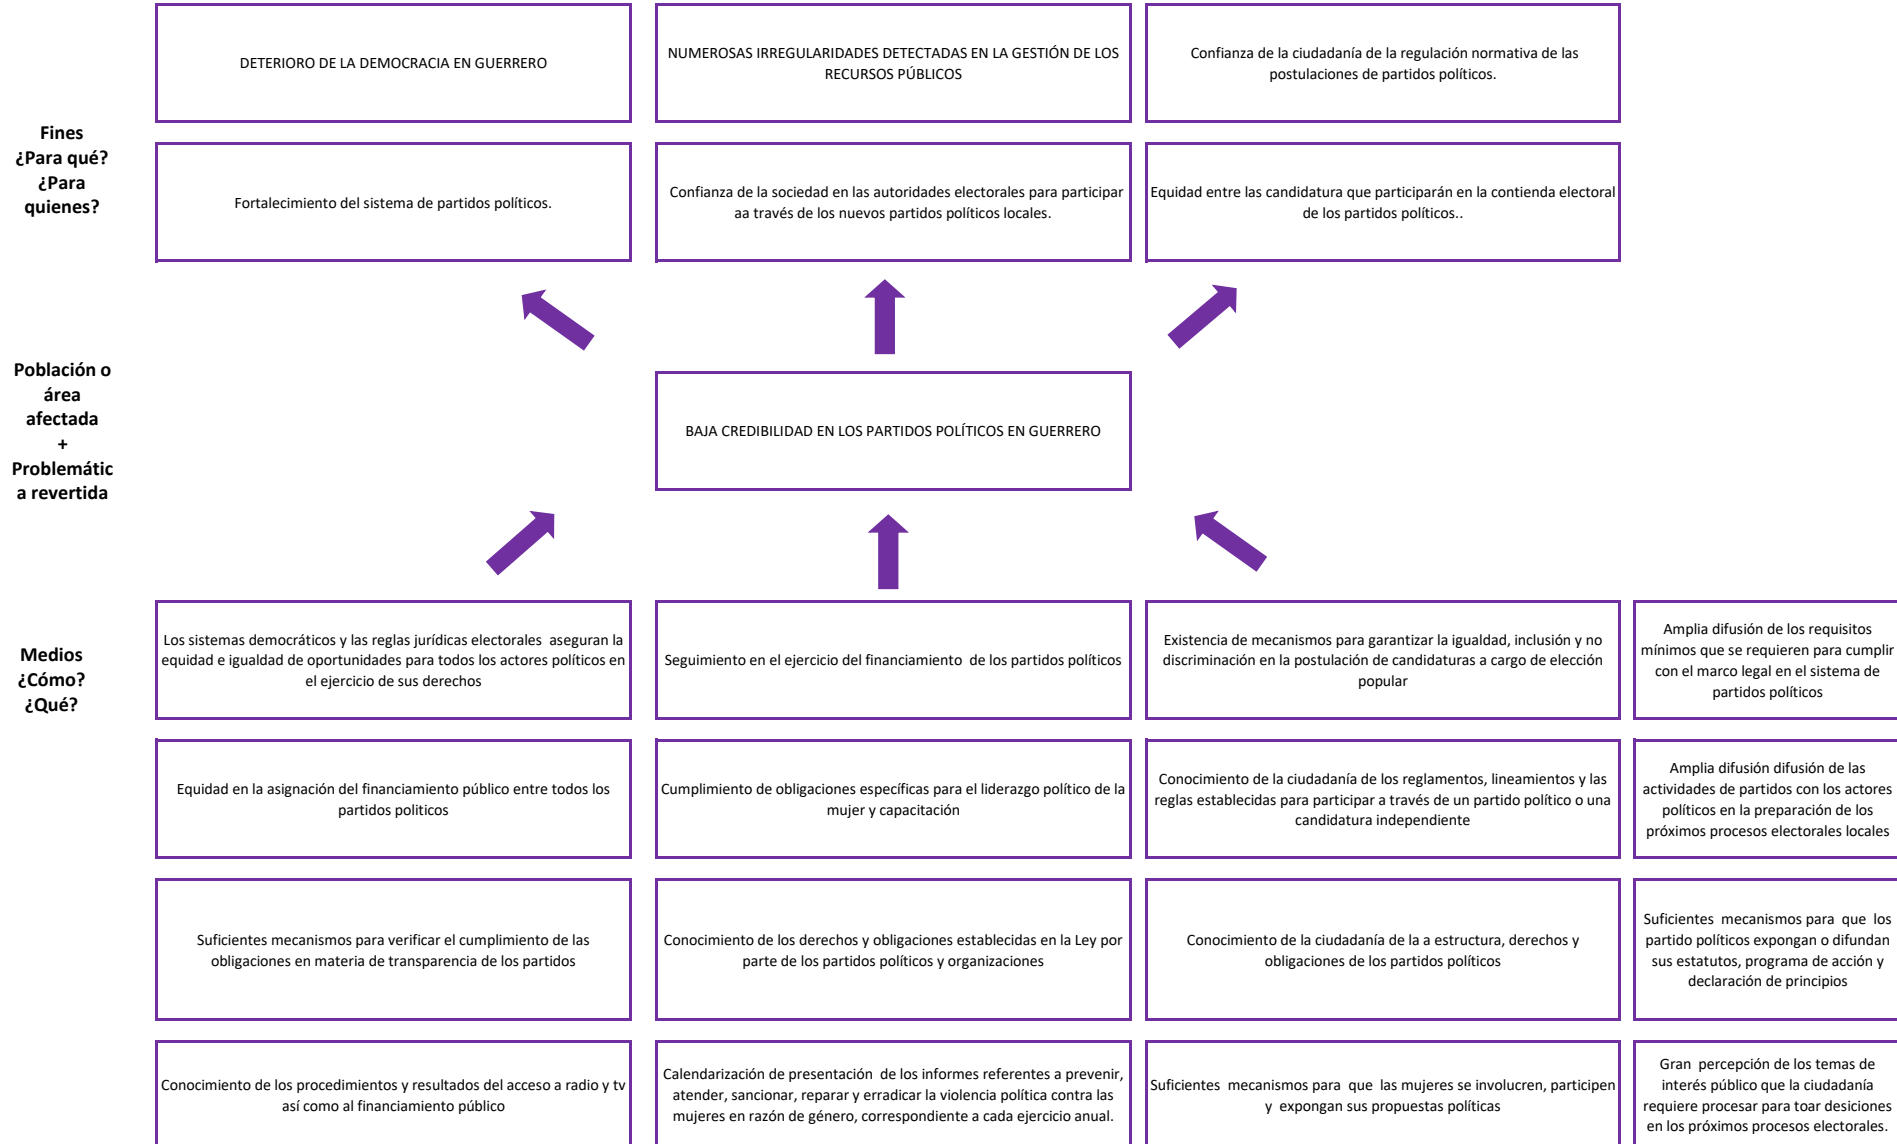 DETERIORO DE LA DEMOCRACIA EN GUERRERO
NUMEROSAS IRREGULARIDADES DETECTADAS EN LA GESTIÓN DE LOS
RECURSOS PÚBLICOS
Confianza de la ciudadanía de la regulación normativa de las
postulaciones de partidos políticos.
Fines
¿Para qué?
¿Para
quienes?
Fortalecimiento del sistema de partidos políticos.
Confianza de la sociedad en las autoridades electorales para participar
aa través de los nuevos partidos políticos locales.
Equidad entre las candidatura que participarán en la contienda electoral
de los partidos políticos..
Población o
área
afectada
+
Problemátic
a revertida
BAJA CREDIBILIDAD EN LOS PARTIDOS POLÍTICOS EN GUERRERO
Medios
¿Cómo?
¿Qué?
Los sistemas democráticos y las reglas jurídicas electorales aseguran la
equidad e igualdad de oportunidades para todos los actores políticos en
el ejercicio de sus derechos
Seguimiento en el ejercicio del financiamiento de los partidos políticos
Existencia de mecanismos para garantizar la igualdad, inclusión y no
discriminación en la postulación de candidaturas a cargo de elección
popular
Amplia difusión de los requisitos
mínimos que se requieren para cumplir
con el marco legal en el sistema de
partidos políticos
Equidad en la asignación del financiamiento público entre todos los
partidos politicos
Cumplimiento de obligaciones específicas para el liderazgo político de la
mujer y capacitación
Conocimiento de la ciudadanía de los reglamentos, lineamientos y las
reglas establecidas para participar a través de un partido político o una
candidatura independiente
Amplia difusión difusión de las
actividades de partidos con los actores
políticos en la preparación de los
próximos procesos electorales locales
Suficientes mecanismos para verificar el cumplimiento de las
obligaciones en materia de transparencia de los partidos
Conocimiento de los derechos y obligaciones establecidas en la Ley por
parte de los partidos políticos y organizaciones
Conocimiento de la ciudadanía de la a estructura, derechos y
obligaciones de los partidos políticos
Suficientes mecanismos para que los
partido políticos expongan o difundan
sus estatutos, programa de acción y
declaración de principios
Conocimiento de los procedimientos y resultados del acceso a radio y tv
así como al financiamiento público
Calendarización de presentación de los informes referentes a prevenir,
atender, sancionar, reparar y erradicar la violencia política contra las
mujeres en razón de género, correspondiente a cada ejercicio anual.
Suficientes mecanismos para que las mujeres se involucren, participen
y expongan sus propuestas políticas
Gran percepción de los temas de
interés público que la ciudadanía
requiere procesar para toar desiciones
en los próximos procesos electorales.